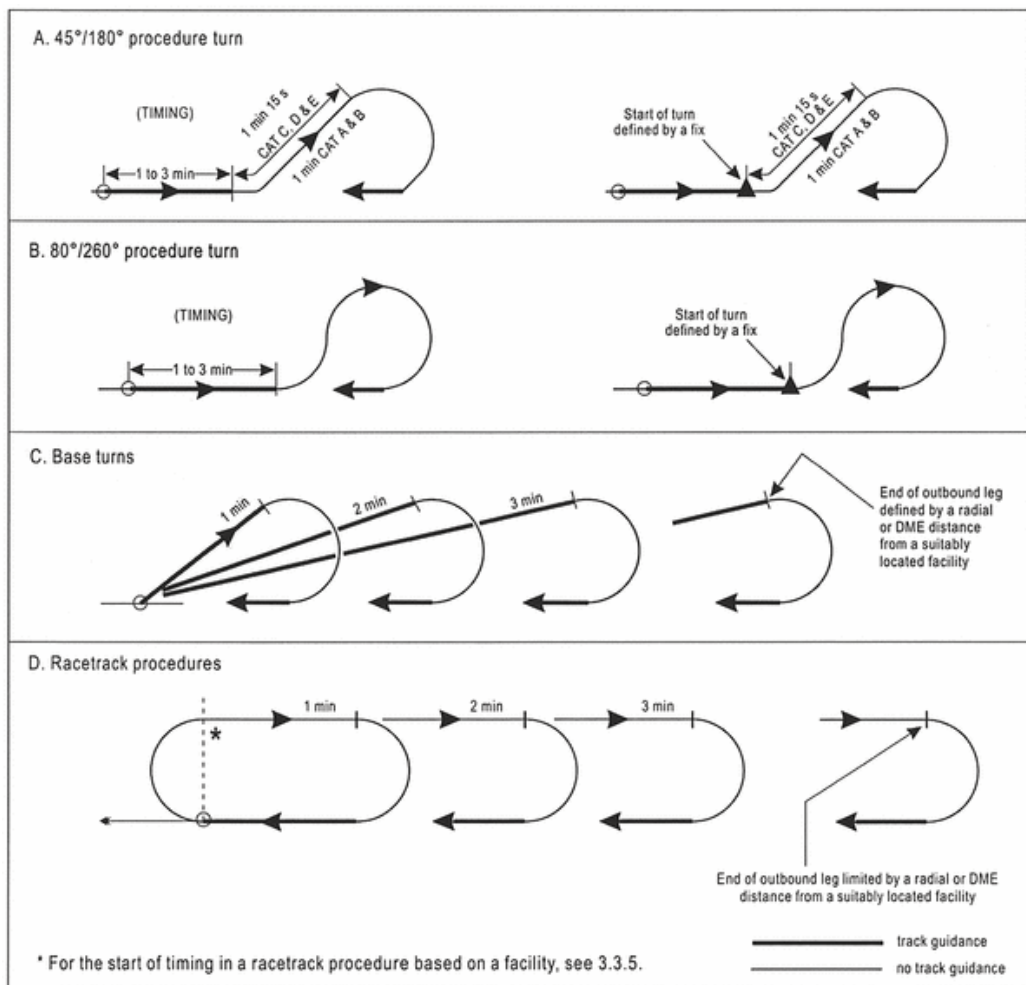 A. 45°/180° procedure turn
(TIMING)
1 to 3 min
1 min 15 s
CAT C, D & E
1 min CAT A & B
Start of turn
defined by a fix
1 min 15 s
CAT C, D & E
1 min CAT A & B
B. 80°/260° procedure turn
(TIMING)
1 to 3 min
Start of turn
defined by a fix
C. Base turns
1 min
2 min
3 min
End of outbound leg
defined by a radial
or DME distance
from a suitably
located facility
D. Racetrack procedures
1 min
2 min
3 min
*
End of outbound leg limited by a radial or DME
distance from a suitably located facility
track guidance
no track guidance
* For the start of timing in a racetrack procedure based on a facility, see 3.3.5.